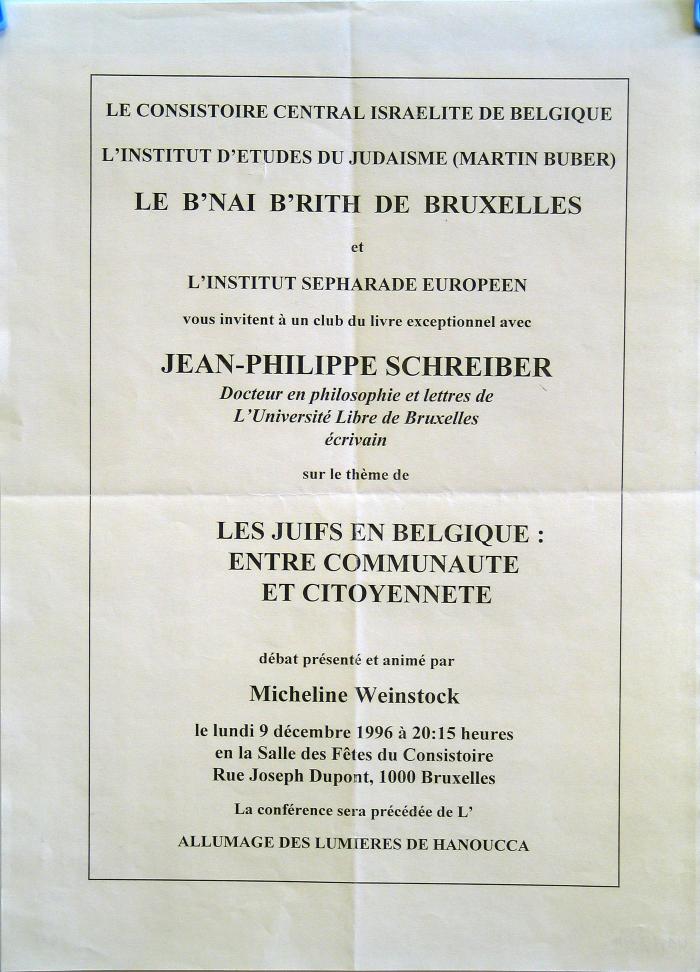 LE CONSISTOIRE CENTRAL ISRAELITE DE BELGIQUE
L'INSTITUT D'ETUDES DU JUDAISME (MARTIN BUBER)
LE B'NAI B'RITH DE BRUXELLES
et
L'INSTITUT SEPHARADE EUROPEEN
vous invitent à un club du livre exceptionnel avec
JEAN-PHILIPPE SCHREIBER
Docteur en philosophie et lettres de
L'Université Libre de Bruxelles
écrivain
sur le thème de
LES JUIFS EN BELGIQUE :
ENTRE COMMUNAUTE
ET CITOYENNETE
débat présenté et animé par
Micheline Weinstock
le lundi 9 décembre 1996 à 20:15 heures
en la Salle des Fêtes du Consistoire
Rue Joseph Dupont, 1000 Bruxelles
La conférence sera précédée de L'
ALLUMAGE DES LUMIERES DE HANOUCCA